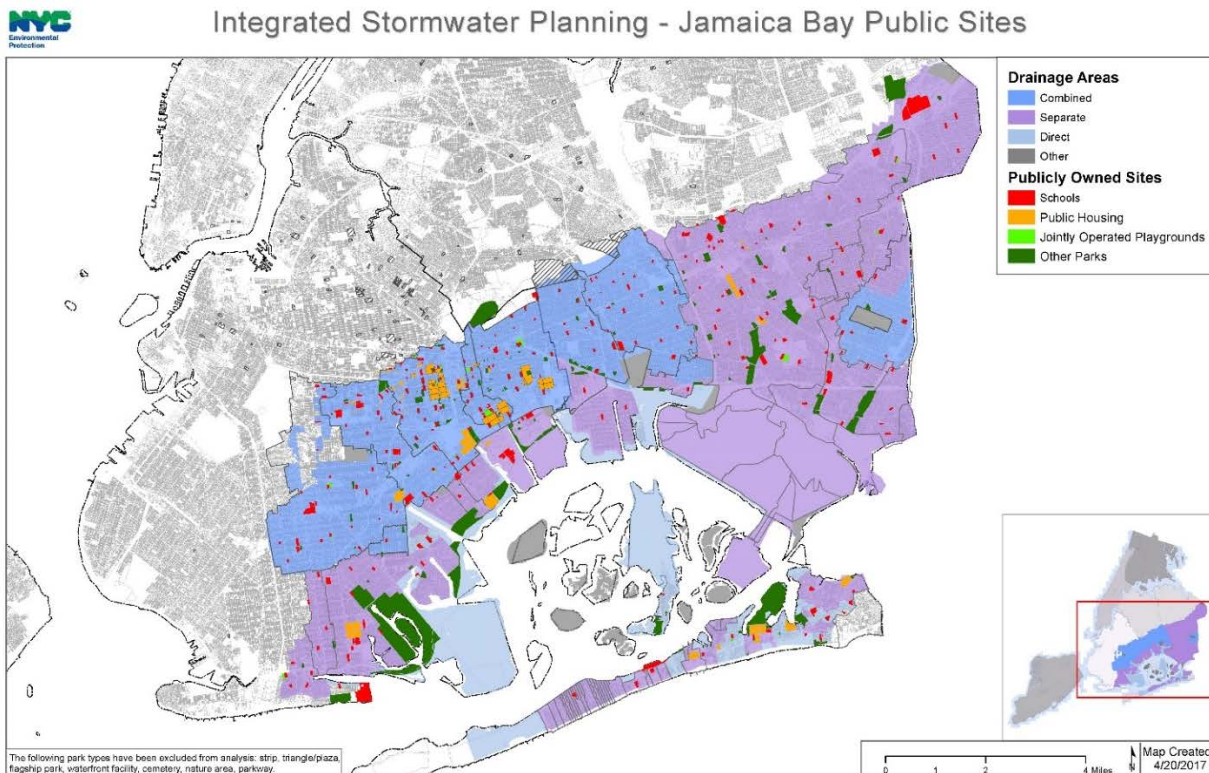 NYC
Environmental
Protection
Integrated Stormwater Planning - Jamaica Bay Public Sites
Drainage Areas
Combined
Separate
Direct
Other
Publicly Owned Sites
Schools
Public Housing
Jointly Operated Playgrounds
Other Parks
The following park types have been excluded from analysis: strip, triangle/plaza,
flagship park, waterfront facility, cemetery, nature area, parkway.
0 1 2 4 Miles
N
Map Created
4/20/2017